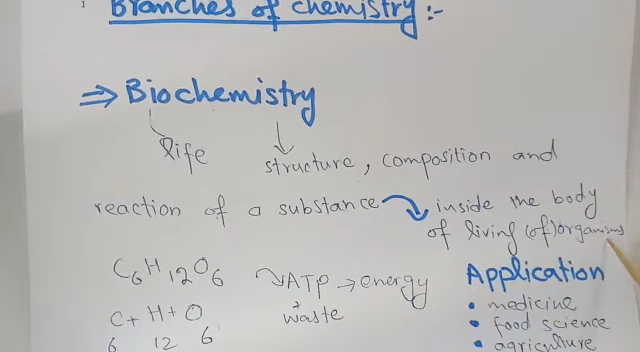 Branches of chemistry:-
⇒ Biochemistry
life
structure, composition and
reaction of a substance
inside the body
of living (of) organisms
C6H12O6
ATP → energy
waste
C + H + O
6 12 6
Application
• medicine
• food science
• agriculture